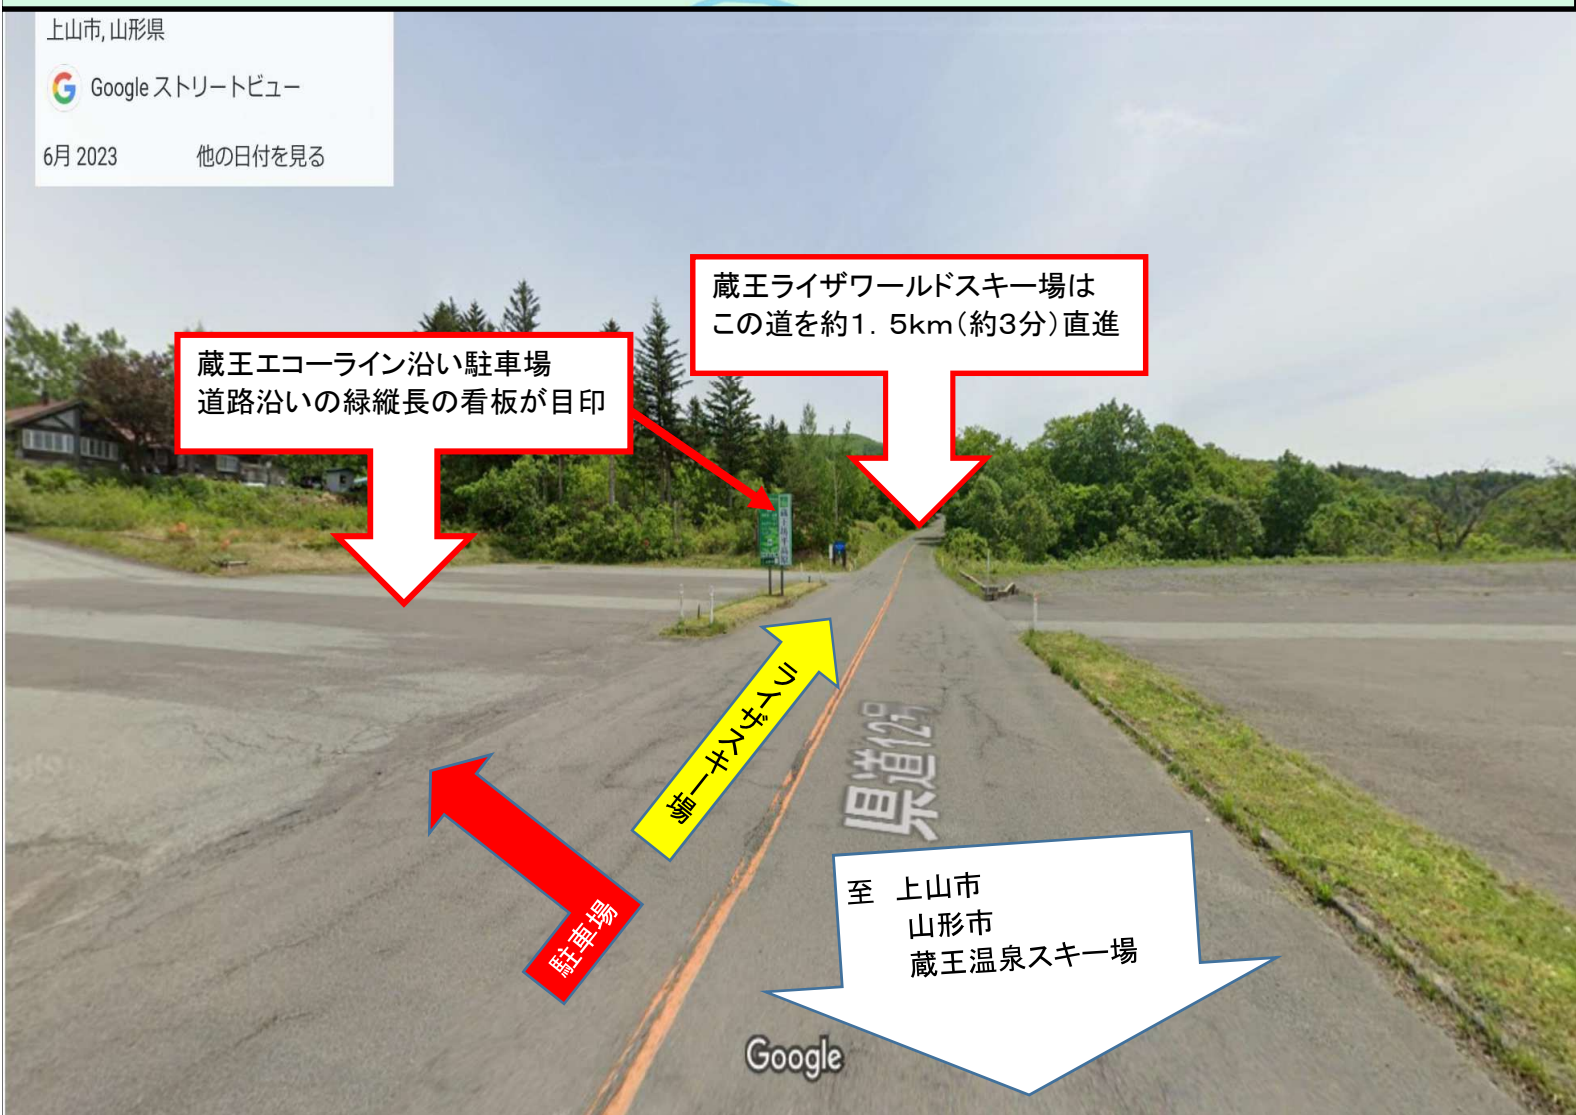 上山市, 山形県
Google ストリートビュー
6月 2023 他の日付を見る
蔵王ライザワールドスキー場は
この道を約1．5km（約3分）直進
蔵王エコーライン沿い駐車場
道路沿いの緑縦長の看板が目印
ライザスキー場
県道12号
駐車場
至 上山市
山形市
蔵王温泉スキー場
Google